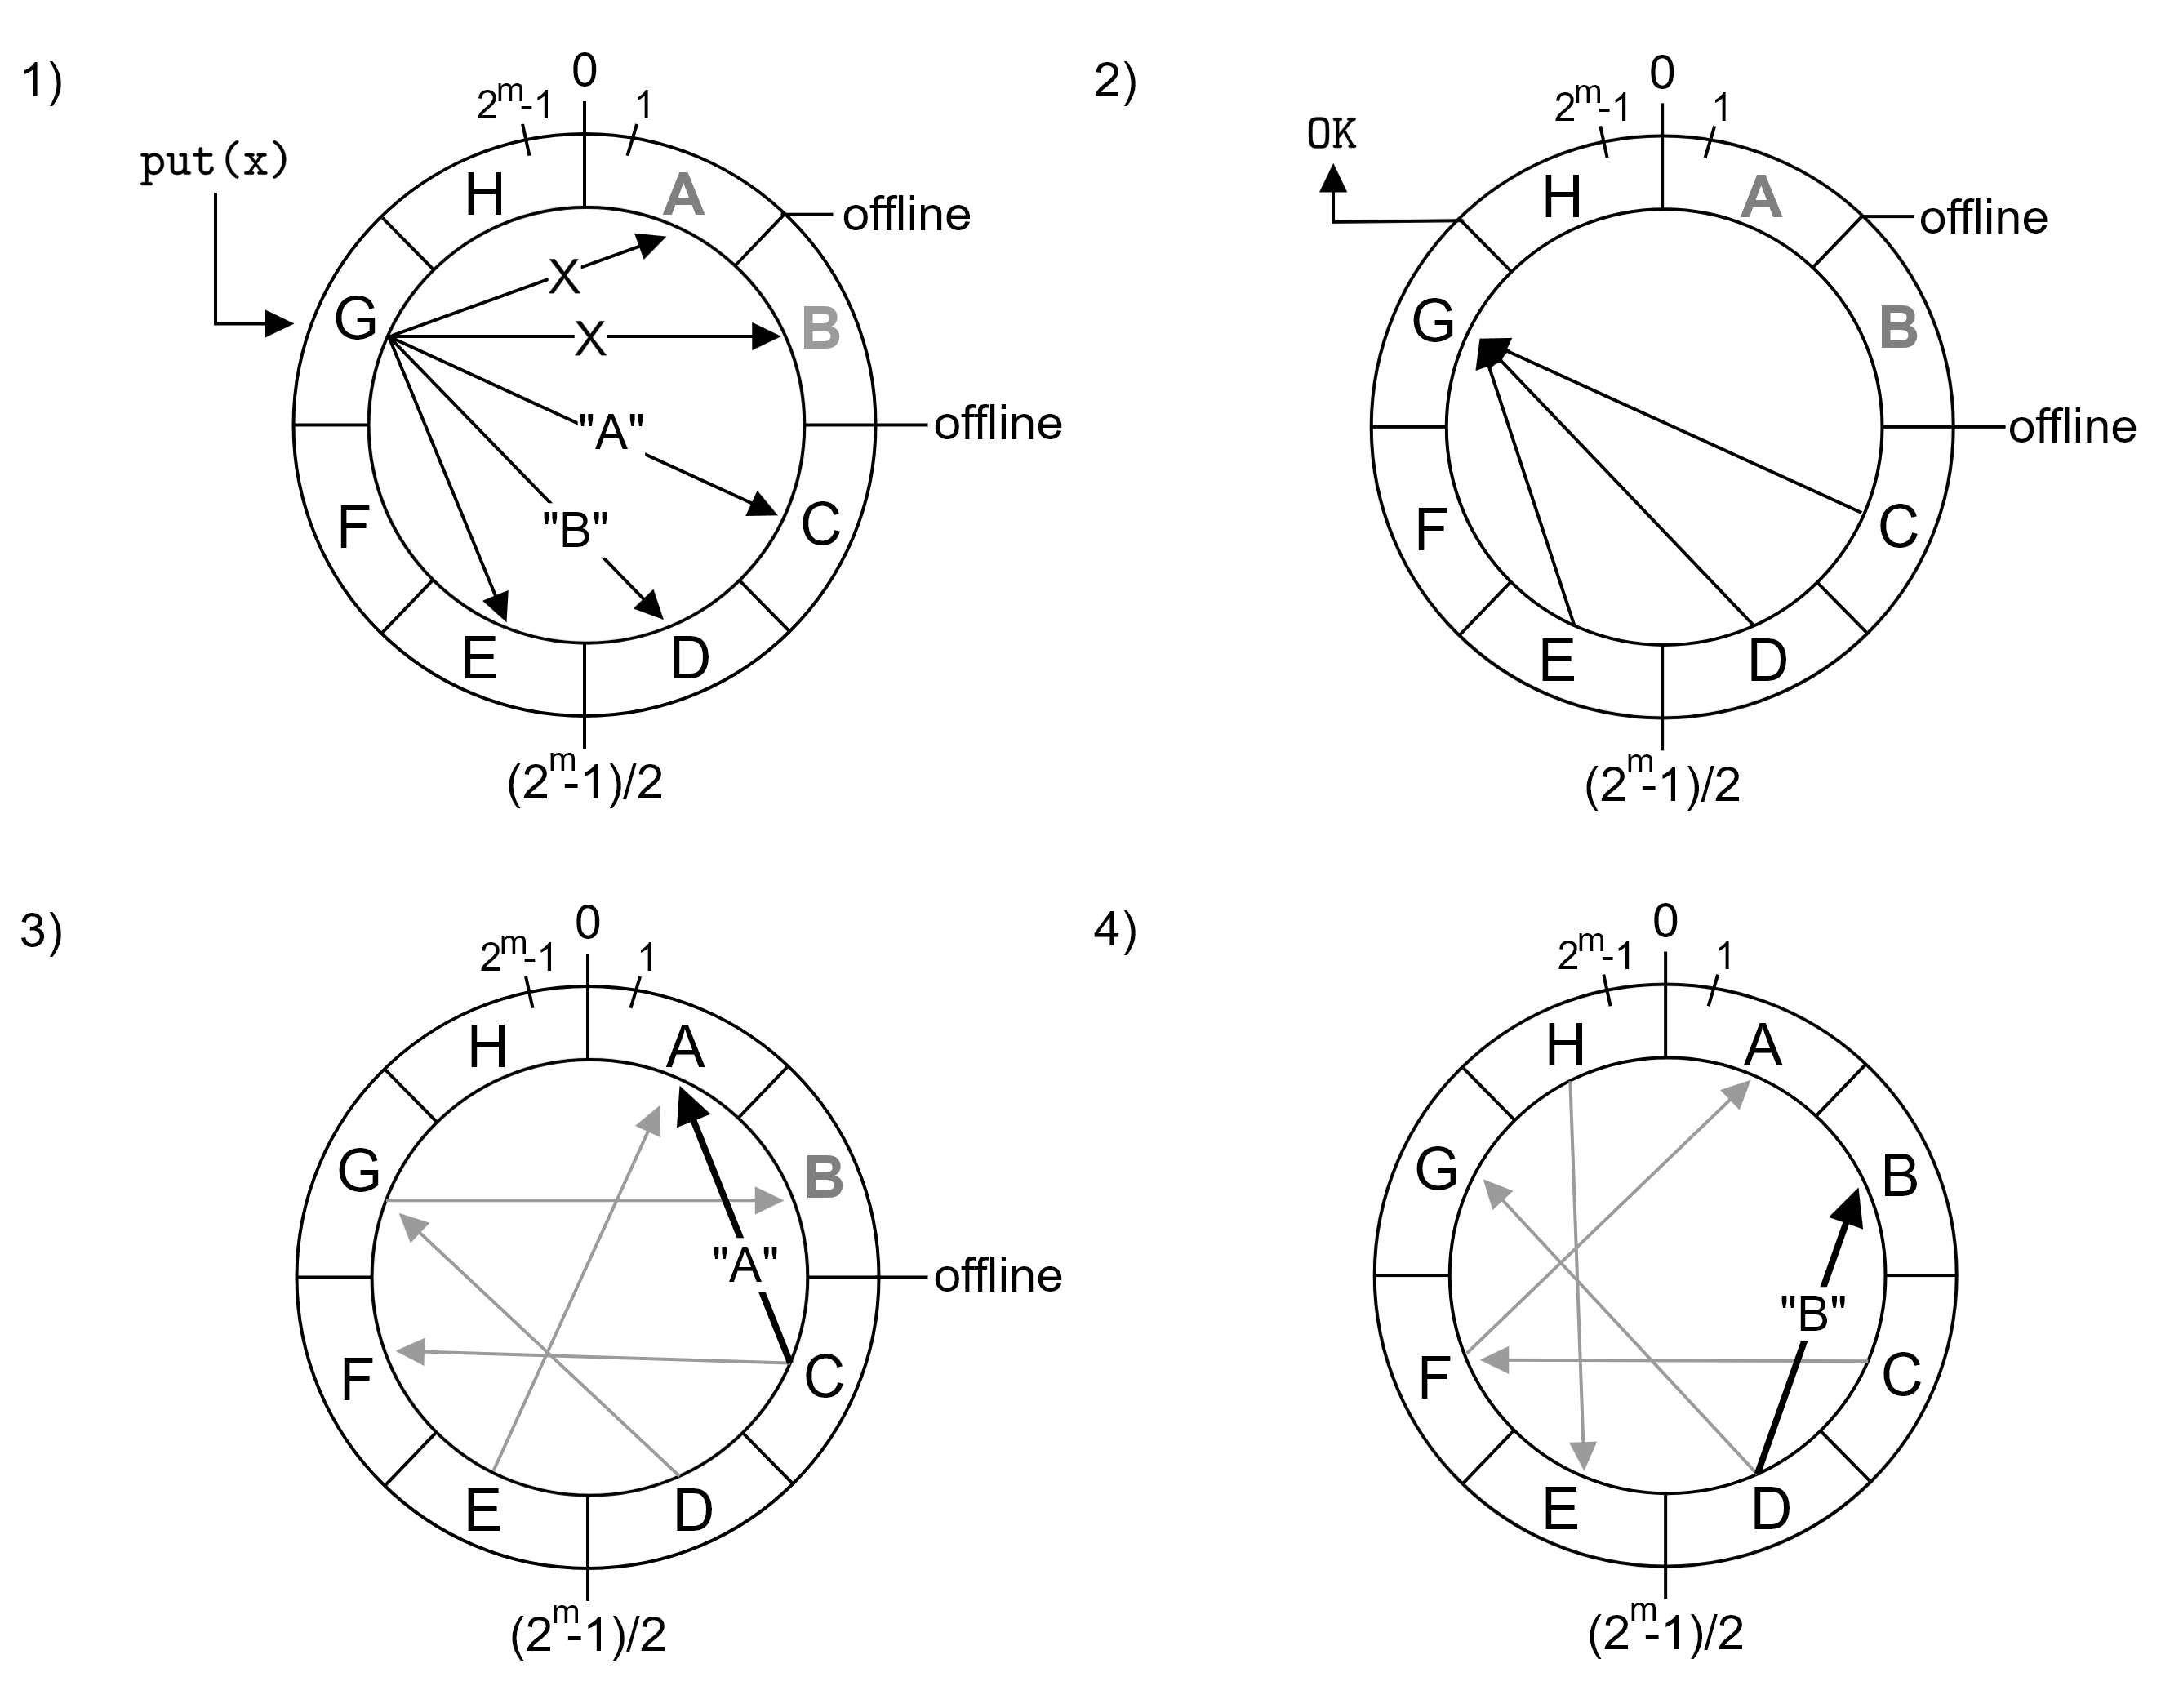 1)
0
2^m-1
1
put(x)
H
A
offline
X
G
X
B
"A"
offline
F
"B"
C
E
D
(2^m-1)/2
2)
0
2^m-1
1
OK
H
A
offline
G
B
offline
F
C
E
D
(2^m-1)/2
3)
0
2^m-1
1
H
A
G
B
"A"
offline
F
C
E
D
(2^m-1)/2
4)
0
2^m-1
1
H
A
G
B
"B"
F
C
E
D
(2^m-1)/2